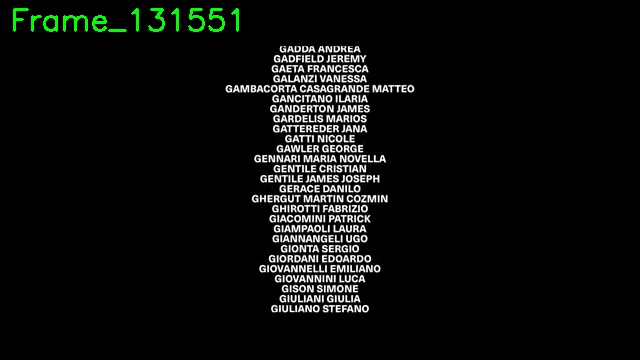 Frame_131551
GADDA ANDREA
GADFIELD JEREMY
GAETA FRANCESCA
GALANZI VANESSA
GAMBACORTA CASAGRANDE MATTEO
GANCITANO ILARIA
GANDERTON JAMES
GARDELIS MARIOS
GATTEREDER JANA
GATTI NICOLE
GAWLER GEORGE
GENNARI MARIA NOVELLA
GENTILE CRISTIAN
GENTILE JAMES JOSEPH
GERACE DANILO
GHERGUT MARTIN COZMIN
GHIROTTI FABRIZIO
GIACOMINI PATRICK
GIAMPAOLI LAURA
GIANNANGELI UGO
GIONTA SERGIO
GIORDANI EDOARDO
GIOVANNELLI EMILIANO
GIOVANNINI LUCA
GISON SIMONE
GIULIANI GIULIA
GIULIANO STEFANO